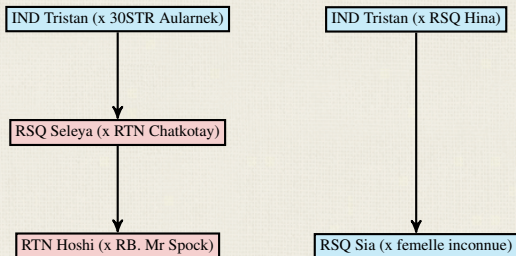 IND Tristan (x 30STR Aularnek)
IND Tristan (x RSQ Hina)
RSQ Seleya (x RTN Chatkotay)
RTN Hoshi (x RB. Mr Spock)
RSQ Sia (x femelle inconnue)